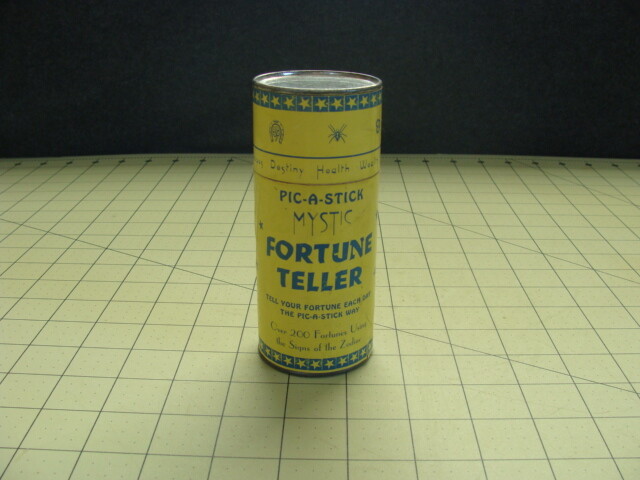 Destiny Health
PIC-A-STICK
MYSTIC
FORTUNE
TELLER
TELL YOUR FORTUNE EACH DAY
THE PIC-A-STICK WAY
Over 200 Fortunes Using
the Signs of the Zodiac